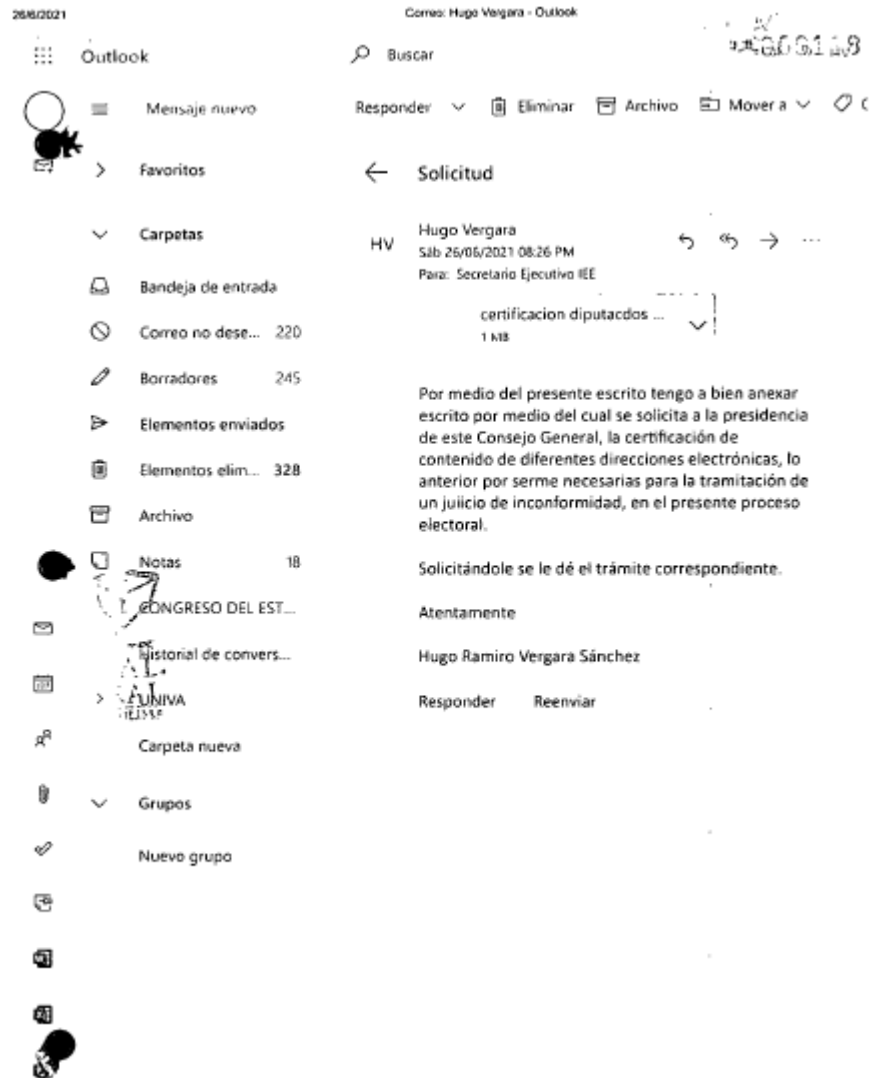 26/6/2021
Correo: Hugo Vergara - Outlook
Outlook
Buscar
Mensaje nuevo
Responder
Eliminar
Archivo
Mover a
Favoritos
Solicitud
Carpetas
HV
Hugo Vergara
Sáb 26/06/2021 08:26 PM
Para: Secretario Ejecutivo IEE
Bandeja de entrada
certificacion diputacdos ...
1 MB
Correo no dese... 220
Borradores 245
Elementos enviados
Elementos elim... 328
Archivo
Notas 18
CONGRESO DEL EST...
Historial de convers...
UNIVA
Carpeta nueva
Grupos
Nuevo grupo
Por medio del presente escrito tengo a bien anexar
escrito por medio del cual se solicita a la presidencia
de este Consejo General, la certificación de
contenido de diferentes direcciones electrónicas, lo
anterior por serme necesarias para la tramitación de
un juiicio de inconformidad, en el presente proceso
electoral.
Solicitándole se le dé el trámite correspondiente.
Atentamente
Hugo Ramiro Vergara Sánchez
Responder Reenviar